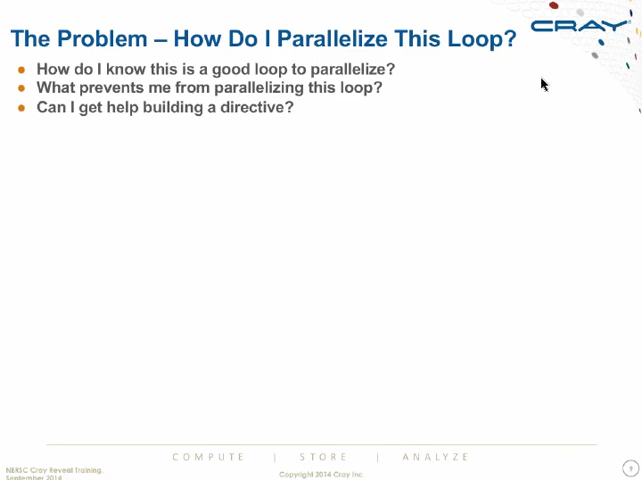 CRAY
The Problem – How Do I Parallelize This Loop?
How do I know this is a good loop to parallelize?
What prevents me from parallelizing this loop?
Can I get help building a directive?
COMPUTE | STORE | ANALYZE
NERSC Cray Reveal Training.
September 2014
Copyright 2014 Cray Inc.
9